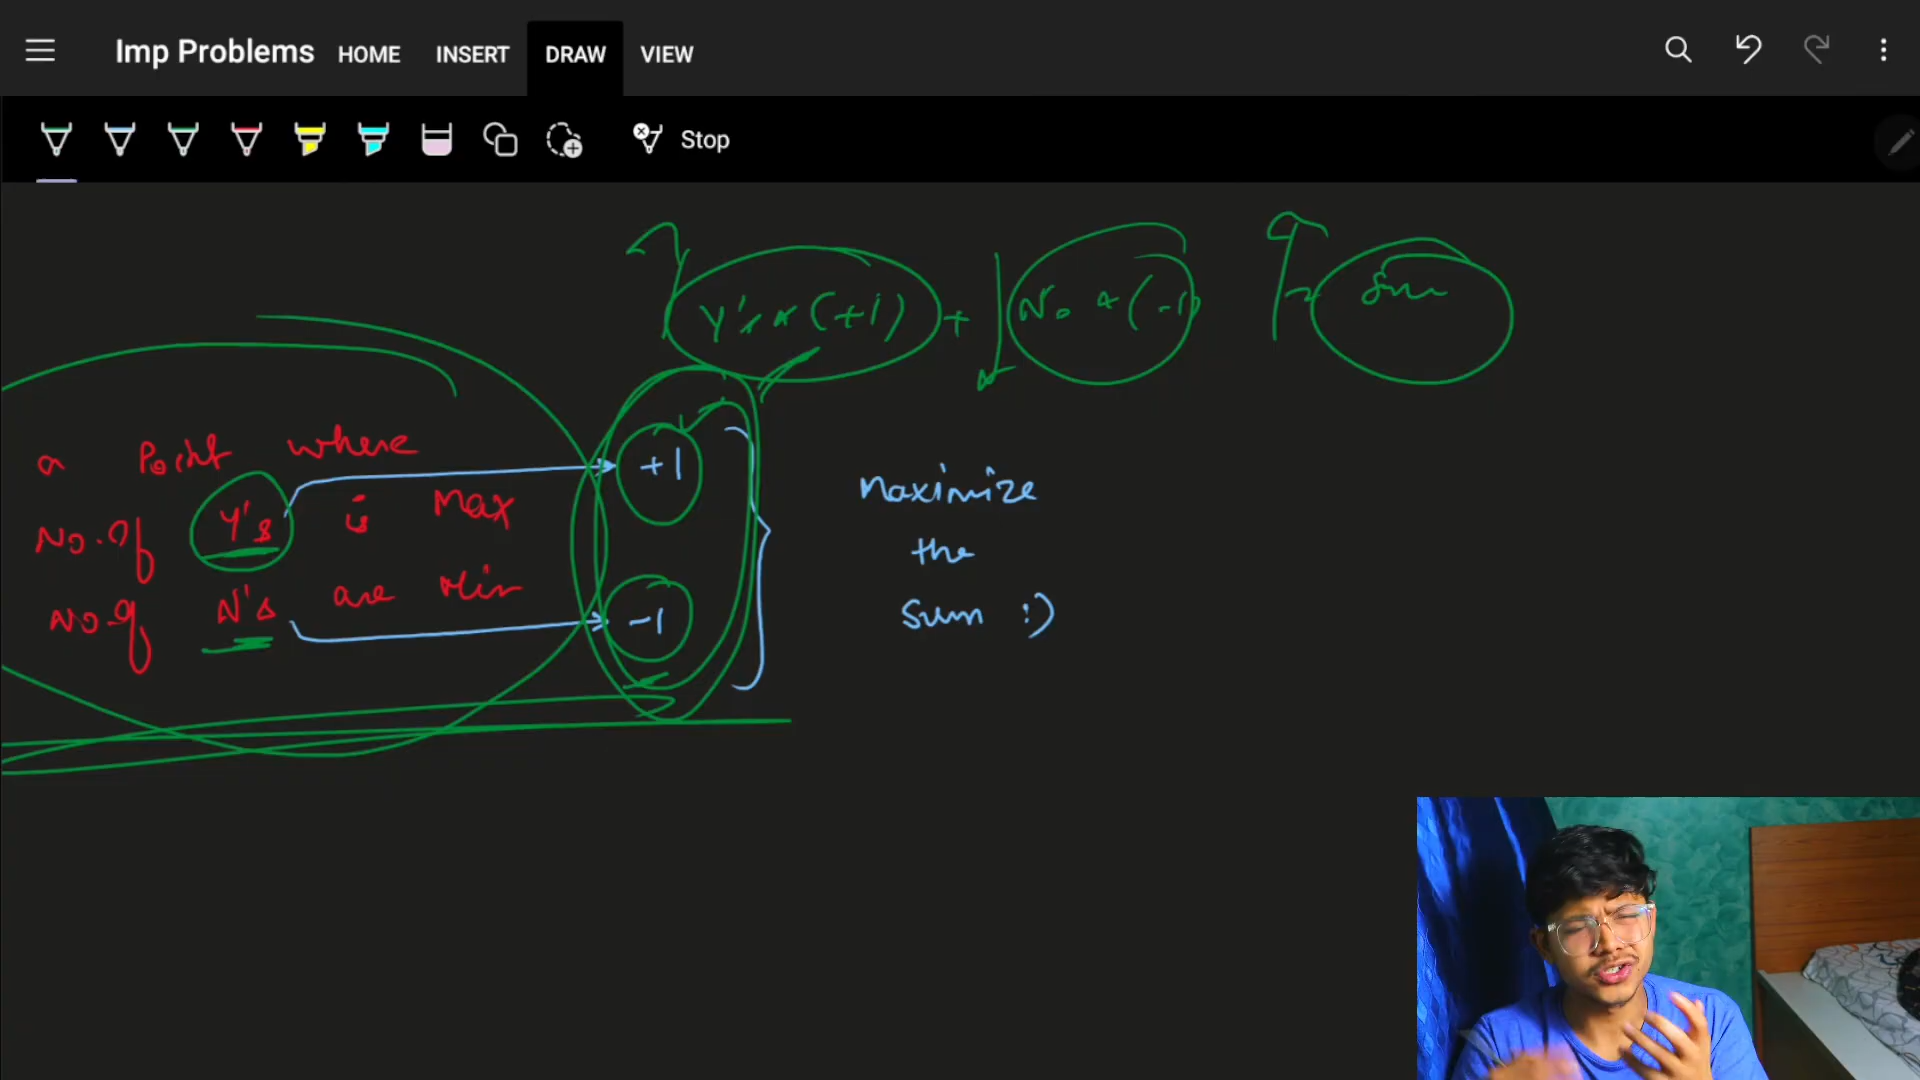 Imp Problems HOME INSERT DRAW VIEW
Stop
Y's * (+1) + No * (-1) = Sum
a Point where
No. of Y's is Max
No. of N's are Min
+1
-1
Maximize
the
Sum :)